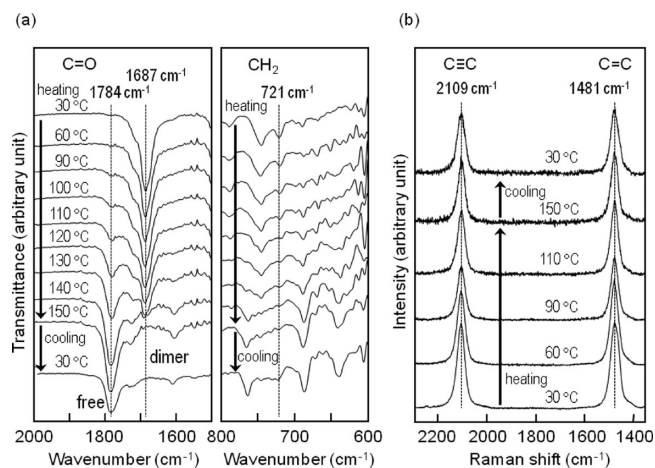 (a)
C=O
1687 cm-1
1784 cm-1
heating
30 °C
60 °C
90 °C
100 °C
110 °C
120 °C
130 °C
140 °C
150 °C
cooling
30 °C
dimer
free
2000 1800 1600
Wavenumber (cm-1)
Transmittance (arbitrary unit)
CH2
721 cm-1
heating
cooling
800 700 600
Wavenumber (cm-1)
(b)
C≡C C=C
2109 cm-1 1481 cm-1
30 °C
cooling
150 °C
110 °C
90 °C
60 °C
heating
30 °C
2200 2000 1800 1600 1400
Raman shift (cm-1)
Intensity (arbitrary unit)